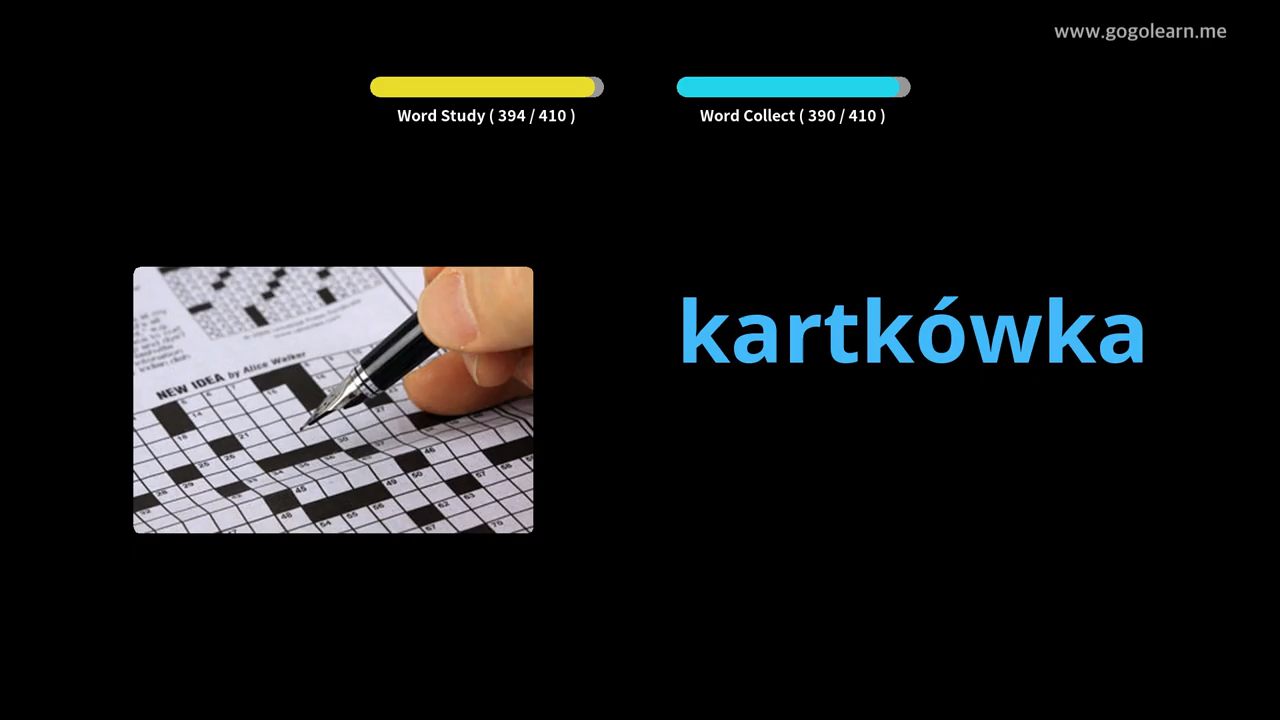 www.gogolearn.me
Word Study ( 394 / 410 )
Word Collect ( 390 / 410 )
kartkówka
NEW IDEA by Alice Walker